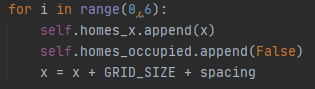 for i in range(0,6):
    self.homes_x.append(x)
    self.homes_occupied.append(False)
    x = x + GRID_SIZE + spacing